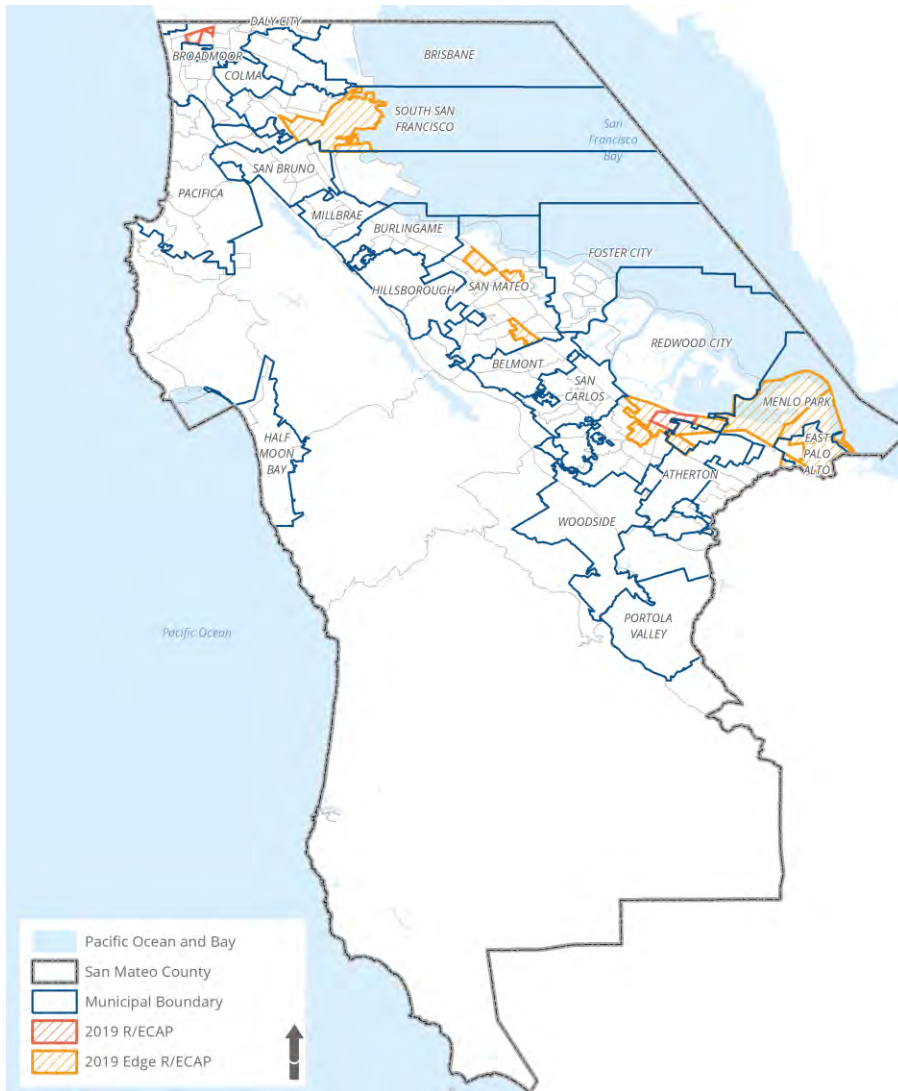 DALY CITY
BROADMOOR
BRISBANE
COLMA
SOUTH SAN
FRANCISCO
San
Francisco
Bay
SAN BRUNO
PACIFICA
MILLBRAE
BURLINGAME
FOSTER CITY
HILLSBOROUGH
SAN MATEO
REDWOOD CITY
BELMONT
SAN
CARLOS
MENLO PARK
HALF
MOON
BAY
EAST
PALO
ALTO
ATHERTON
WOODSIDE
PORTOLA
VALLEY
Pacific Ocean
Pacific Ocean and Bay
San Mateo County
Municipal Boundary
2019 R/ECAP
2019 Edge R/ECAP